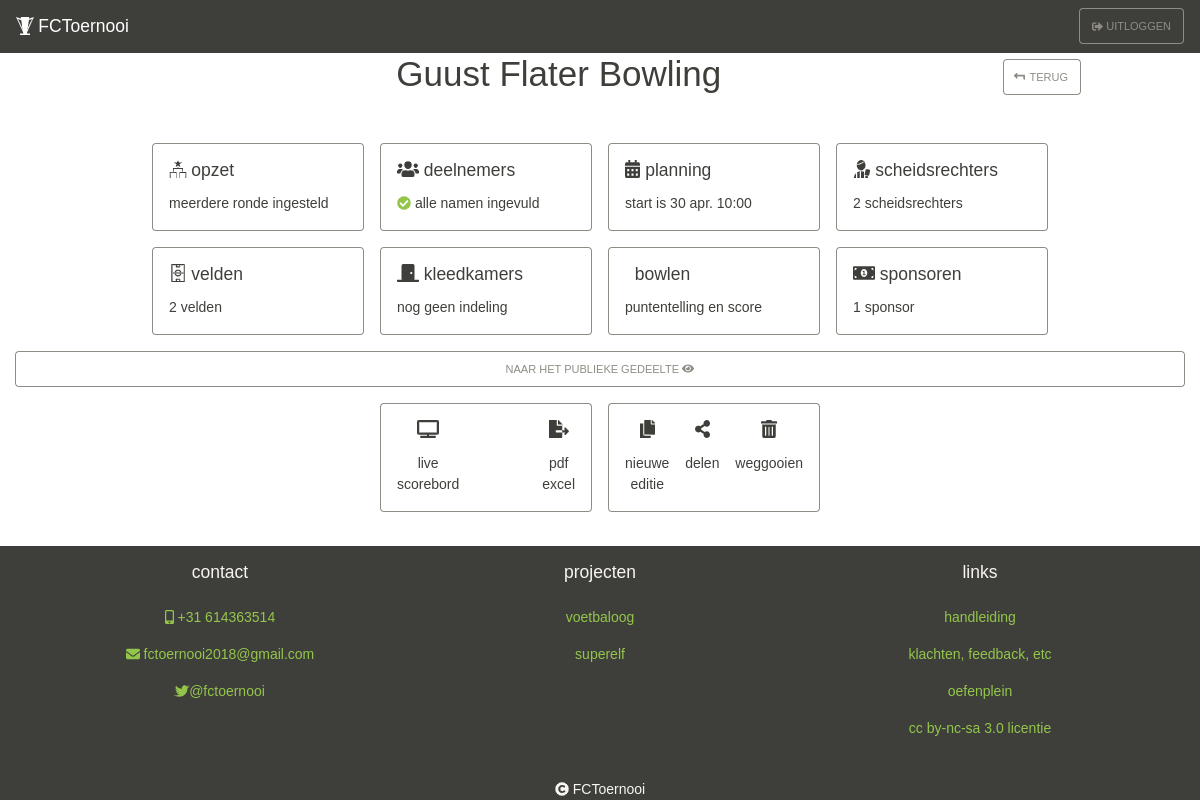 FCToernooi
UITLOGGEN
Guust Flater Bowling
TERUG
opzet
meerdere ronde ingesteld
deelnemers
alle namen ingevuld
planning
start is 30 apr. 10:00
scheidsrechters
2 scheidsrechters
velden
2 velden
kleedkamers
nog geen indeling
bowlen
puntentelling en score
sponsoren
1 sponsor
NAAR HET PUBLIEKE GEDEELTE
live
scorebord
pdf
excel
nieuwe
editie
delen
weggooien
contact
+31 614363514
fctoernooi2018@gmail.com
@fctoernooi
projecten
voetbaloog
superelf
links
handleiding
klachten, feedback, etc
oefenplein
cc by-nc-sa 3.0 licentie
FCToernooi